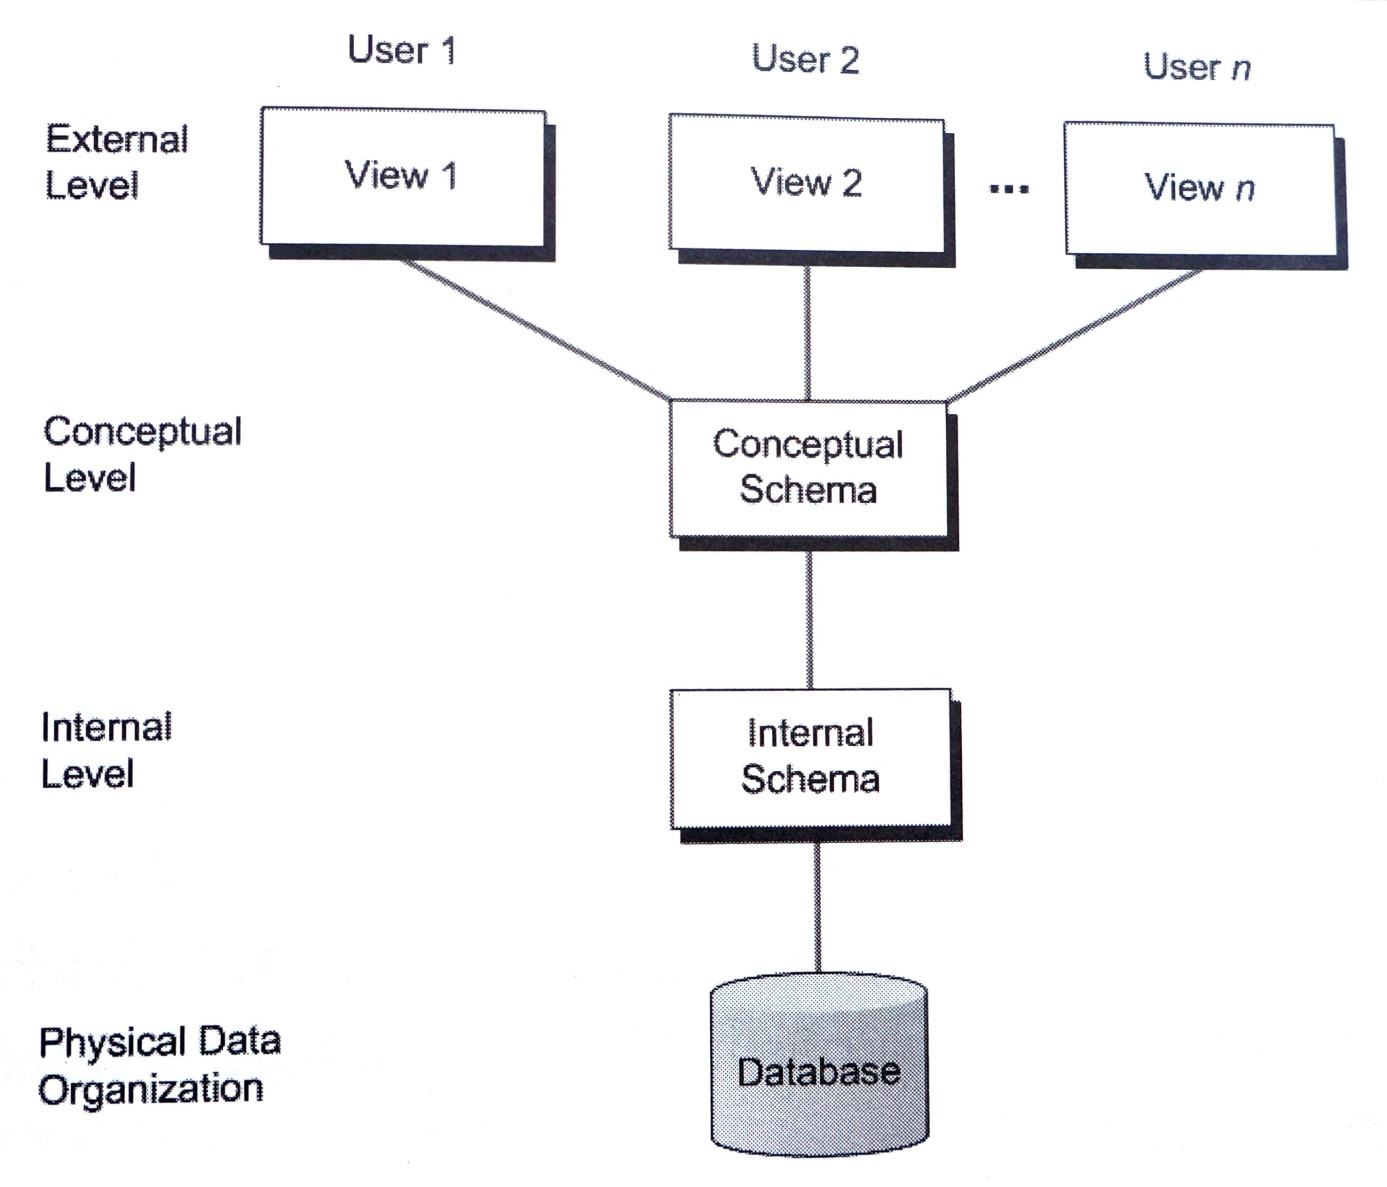 User 1
User 2
User n
External
Level
View 1
View 2
...
View n
Conceptual
Level
Conceptual
Schema
Internal
Level
Internal
Schema
Physical Data
Organization
Database